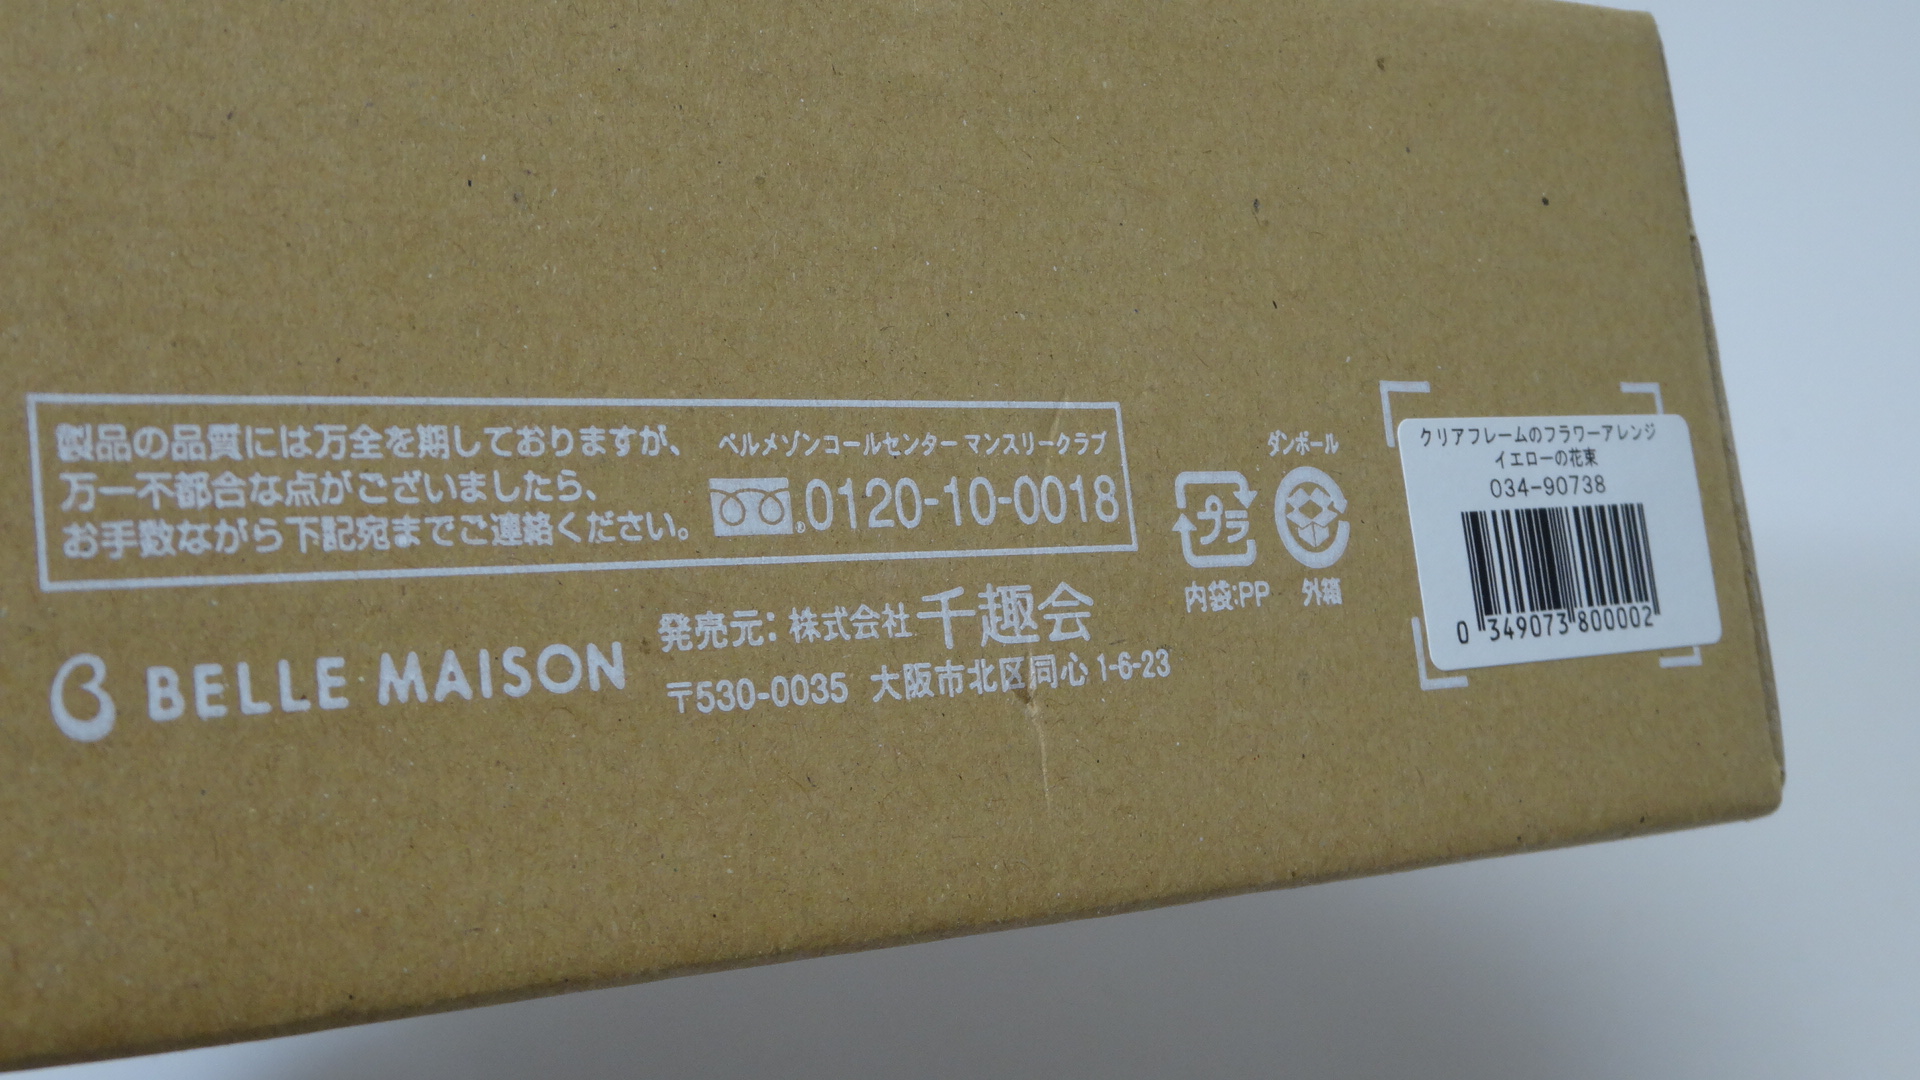 製品の品質には万全を期しておりますが、
万一不都合な点がございましたら、
お手数ながら下記宛までご連絡ください。
ベルメゾンコールセンター マンスリークラブ
0120-10-0018
BELLE MAISON
発売元：株式会社千趣会
〒530-0035 大阪市北区同心1-6-23
プラ
内袋:PP
ダンボール
外箱
クリアフレームのフラワーアレンジ
イエローの花束
034-90738
0 349073 800002